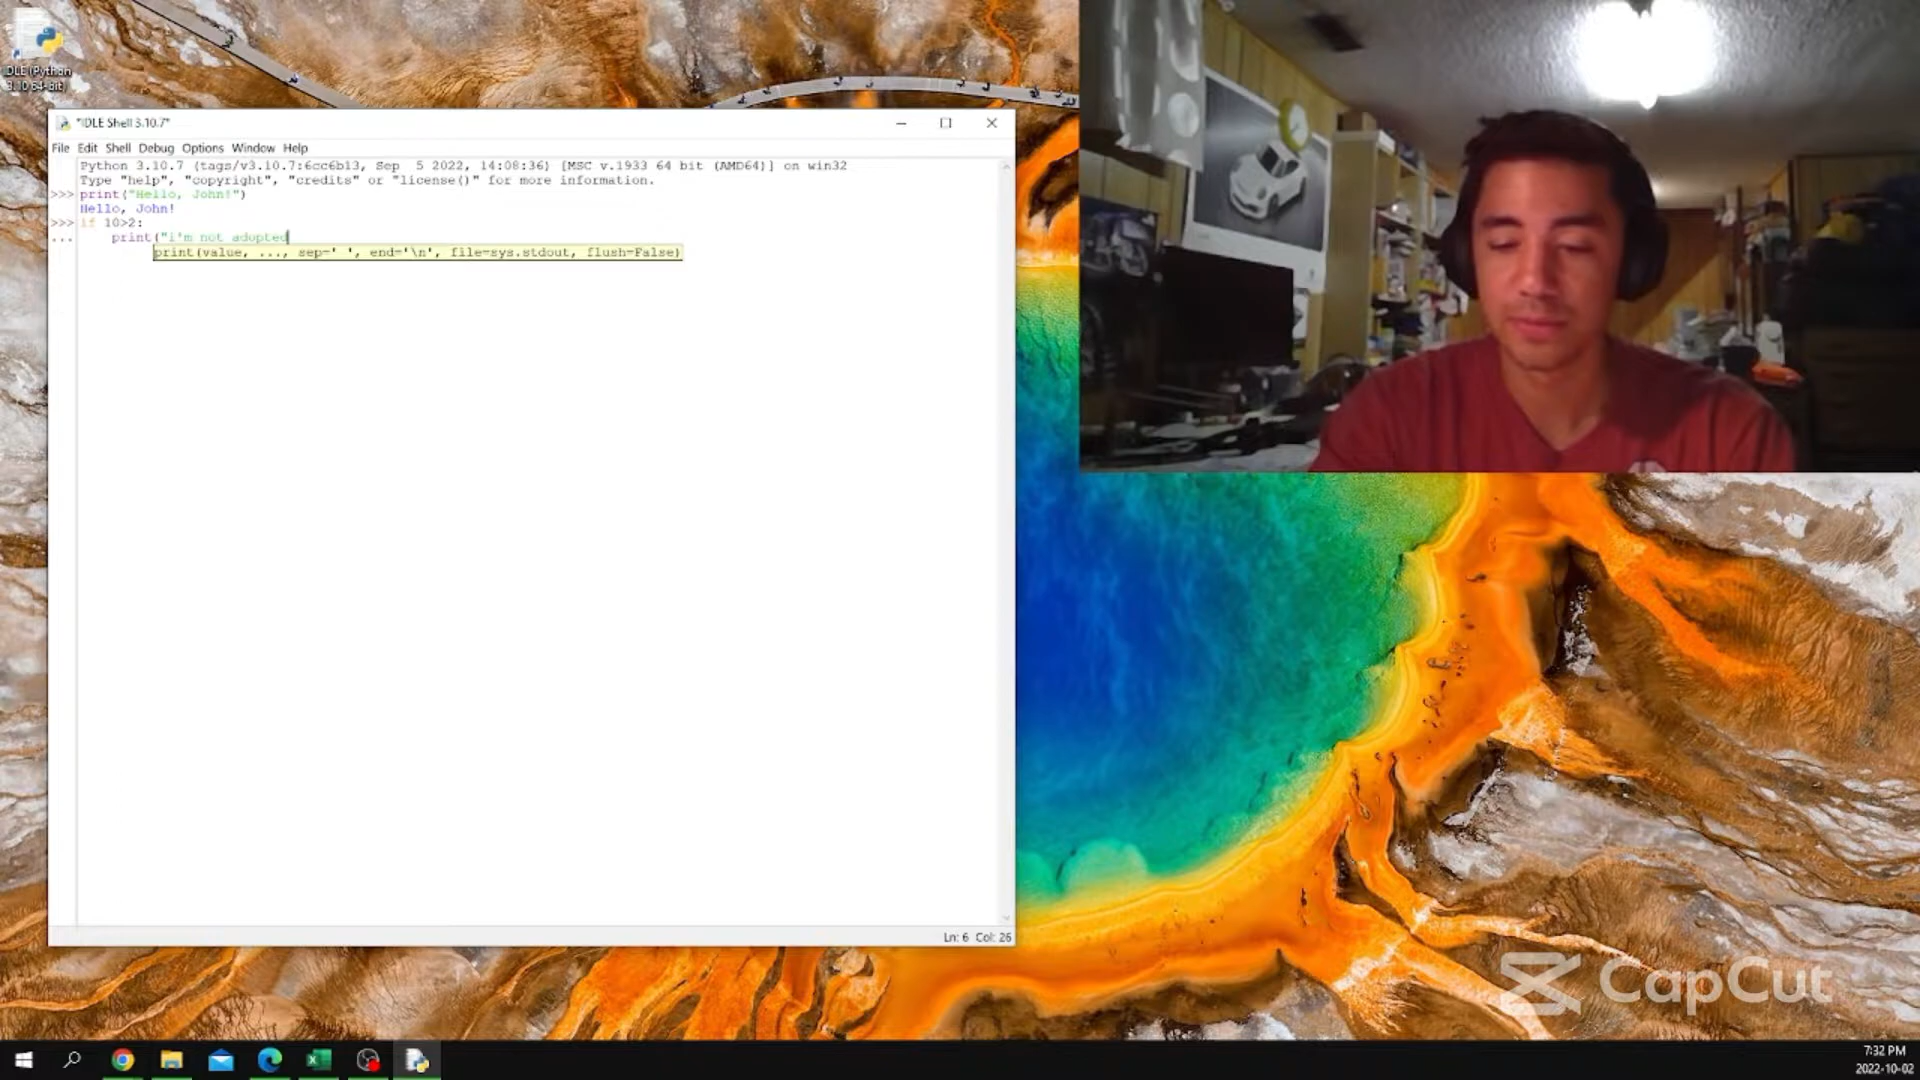 IDLE (Python
3.10 64-bit)
*IDLE Shell 3.10.7*
File Edit Shell Debug Options Window Help
Python 3.10.7 (tags/v3.10.7:6cc6b13, Sep  5 2022, 14:08:36) [MSC v.1933 64 bit (AMD64)] on win32
Type "help", "copyright", "credits" or "license()" for more information.
>>> print("Hello, John!")
Hello, John!
>>> if 10>2:
...     print("i'm not adopted
print(value, ..., sep=' ', end='\n', file=sys.stdout, flush=False)
Ln: 6 Col: 26
CapCut
7:32 PM
2022-10-02